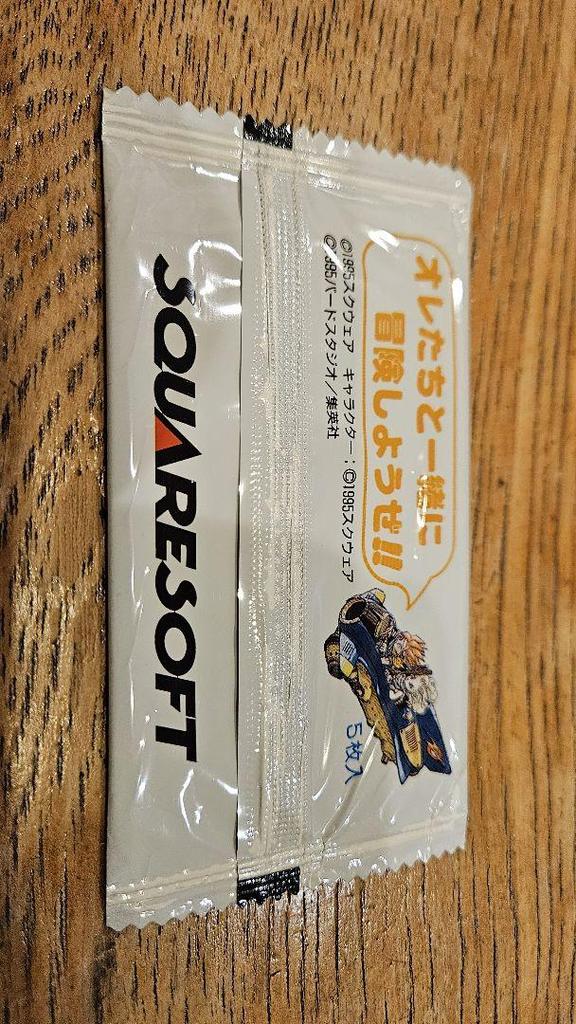 オレたちと一緒に
冒険しようぜ!!
©1995スクウェア キャラクター:©1995スクウェア
©1995バードスタジオ/集英社
5枚入
SQUARESOFT